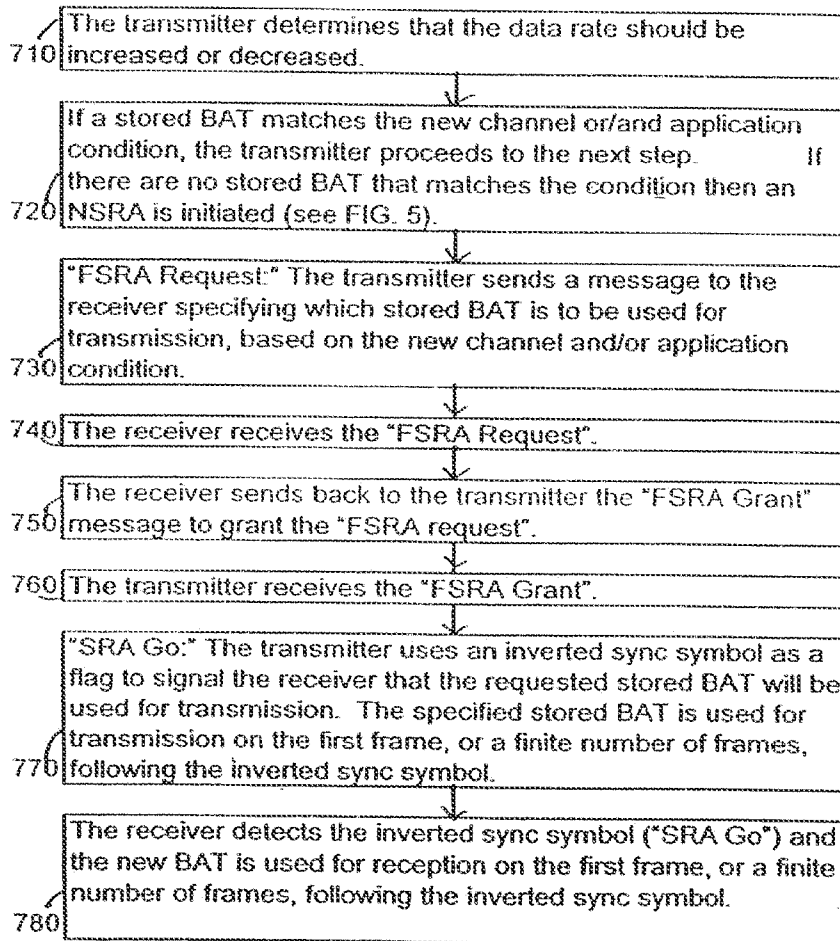 The transmitter determines that the data rate should be
710 increased or decreased.
If a stored BAT matches the new channel or/and application
condition, the transmitter proceeds to the next step. If
there are no stored BAT that matches the condition then an
720 NSRA is initiated (see FIG. 5).
"FSRA Request:" The transmitter sends a message to the
receiver specifying which stored BAT is to be used for
transmission, based on the new channel and/or application
730 condition.
740 The receiver receives the "FSRA Request".
The receiver sends back to the transmitter the "FSRA Grant"
750 message to grant the "FSRA request".
760 The transmitter receives the "FSRA Grant".
"SRA Go:" The transmitter uses an inverted sync symbol as a
flag to signal the receiver that the requested stored BAT will be
used for transmission. The specified stored BAT is used for
transmission on the first frame, or a finite number of frames,
770 following the inverted sync symbol.
The receiver detects the inverted sync symbol ("SRA Go") and
the new BAT is used for reception on the first frame, or a finite
number of frames, following the inverted sync symbol.
780